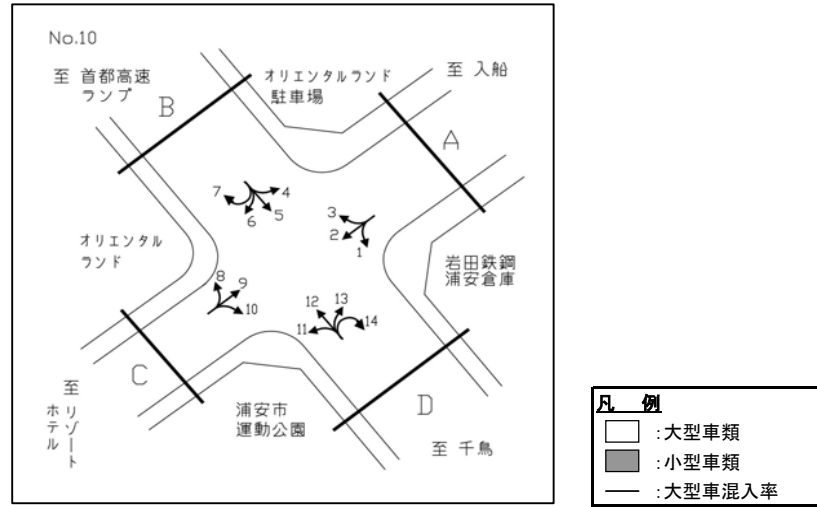 No.10
至 首都高速
ランプ
B
オリエンタルランド
駐車場
至 入船
A
7
4
6
5
3
2
1
オリエンタル
ランド
岩田鉄鋼
浦安倉庫
8
9
10
12
13
11
14
C
D
至
リゾート
ホテル
浦安市
運動公園
至 千鳥
凡 例
:大型車類
:小型車類
:大型車混入率